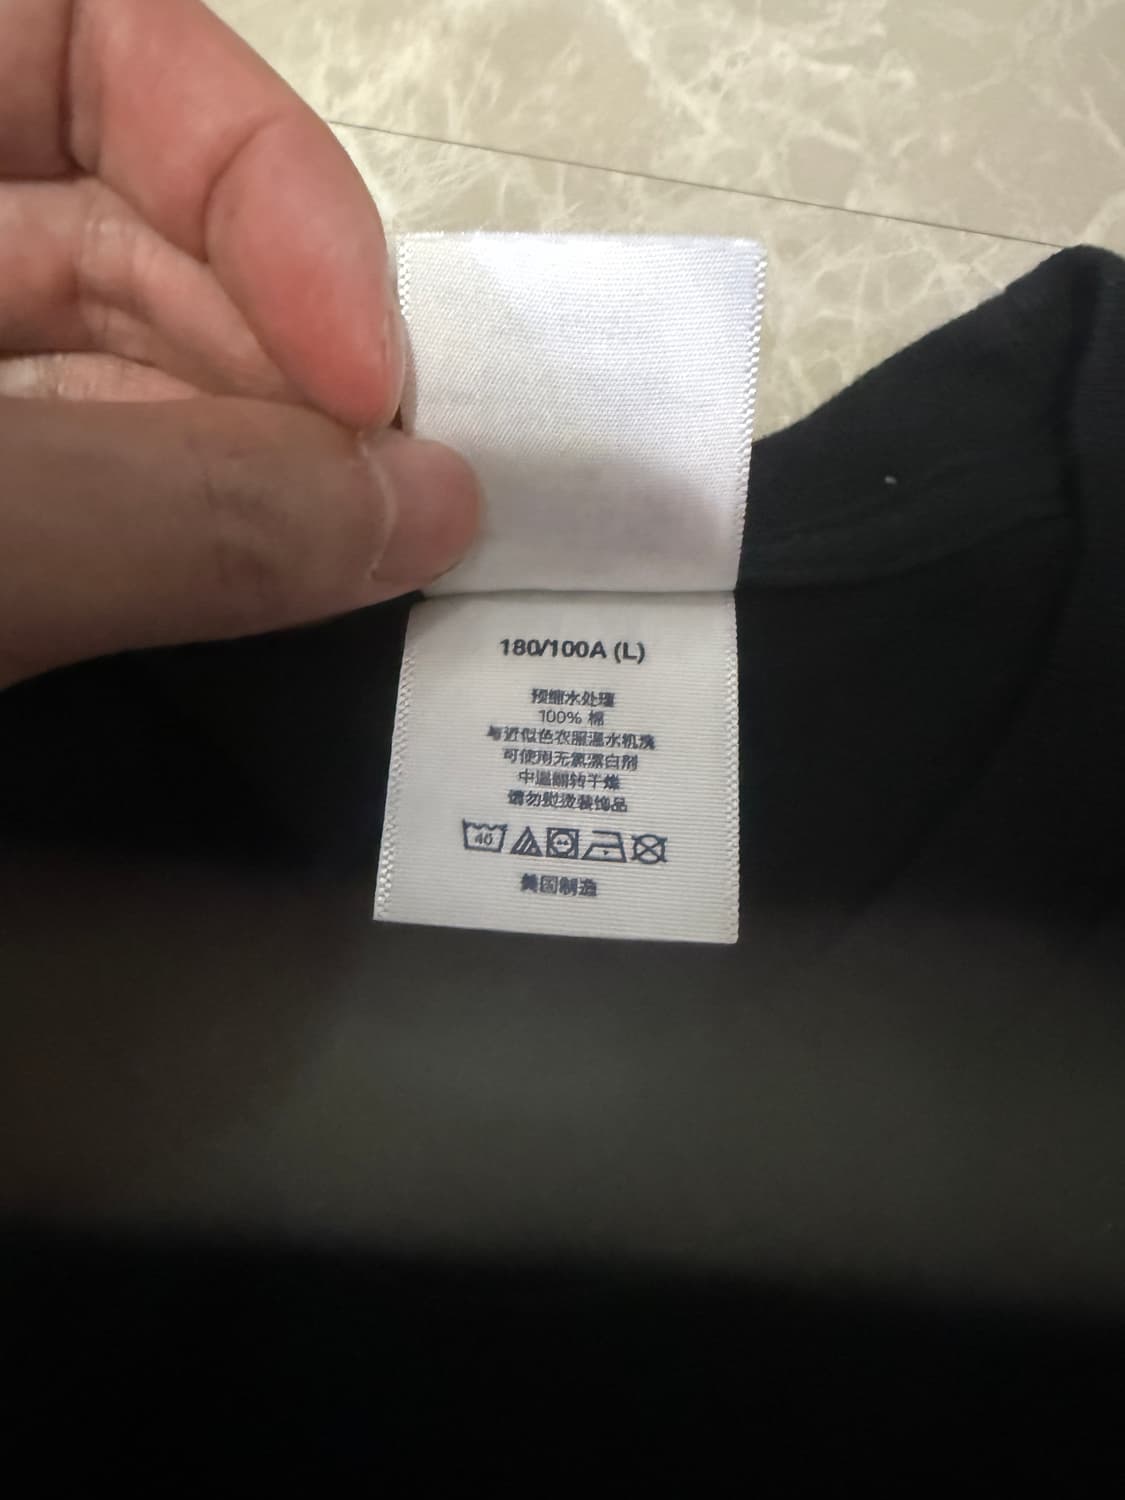 180/100A (L)
预缩水处理
100% 棉
与近似色衣服温水机洗
可使用无氯漂白剂
中温翻转干燥
请勿熨烫装饰品
40
美国制造